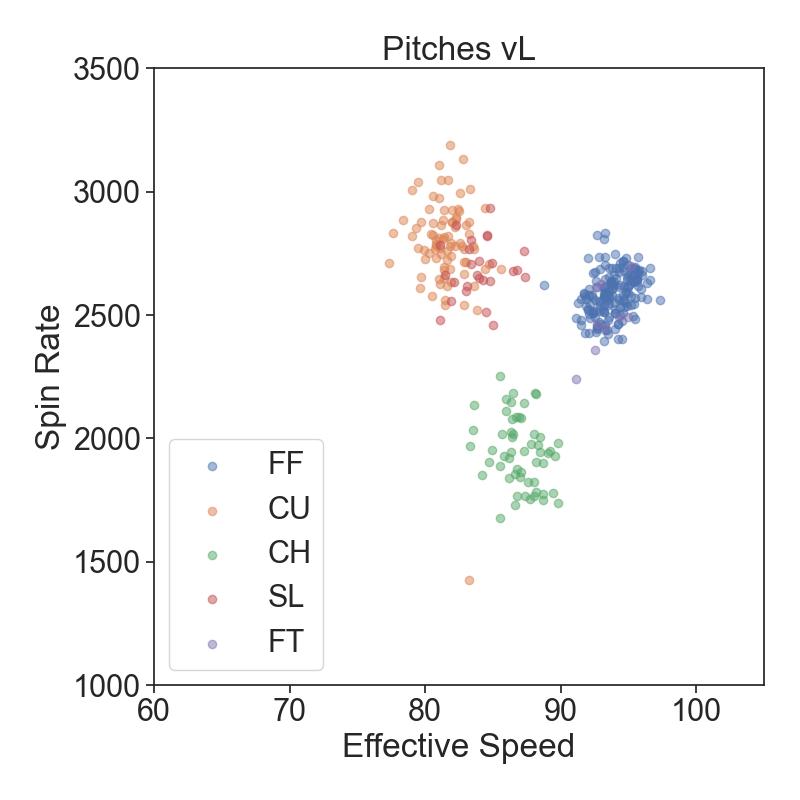 Pitches vL
3500
3000
2500
2000
1500
1000
Spin Rate
FF
CU
CH
SL
FT
60 70 80 90 100
Effective Speed